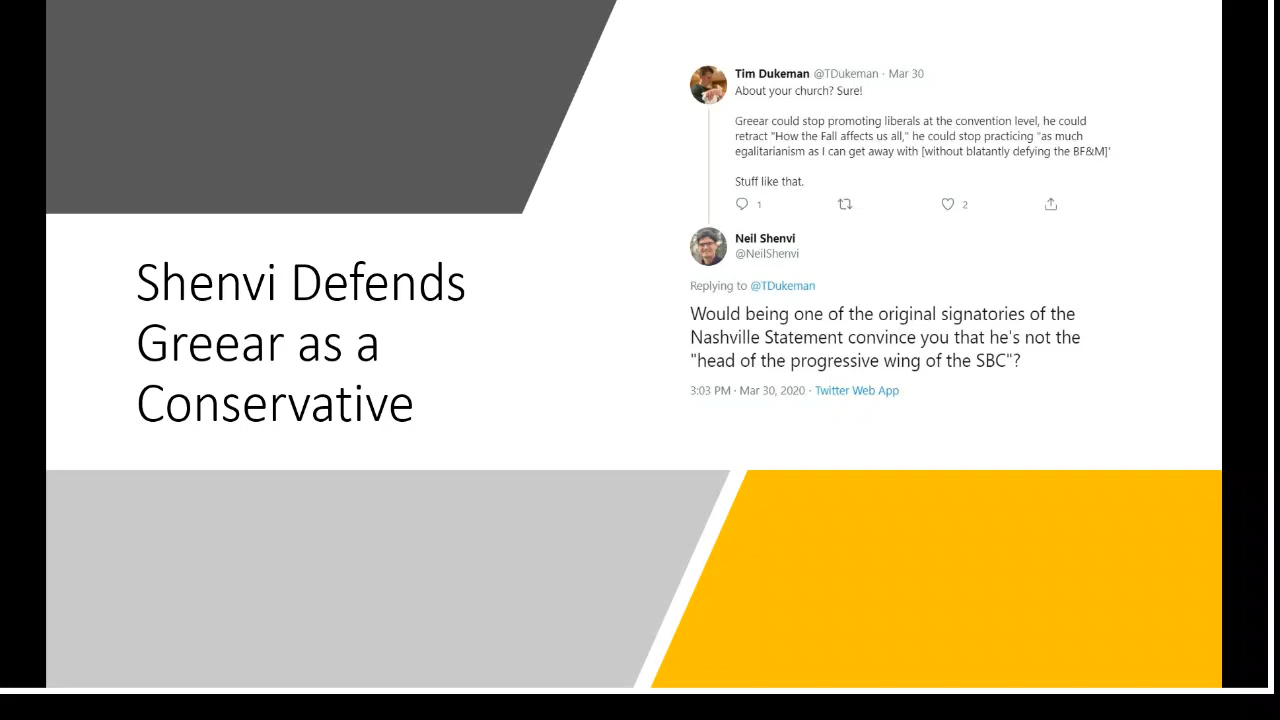 Shenvi Defends
Greear as a
Conservative
Tim Dukeman @TDukeman · Mar 30
About your church? Sure!
Greear could stop promoting liberals at the convention level, he could
retract "How the Fall affects us all," he could stop practicing "as much
egalitarianism as I can get away with [without blatantly defying the BF&M]'
Stuff like that.
1 2
Neil Shenvi
@NeilShenvi
Replying to @TDukeman
Would being one of the original signatories of the
Nashville Statement convince you that he's not the
"head of the progressive wing of the SBC"?
3:03 PM · Mar 30, 2020 · Twitter Web App